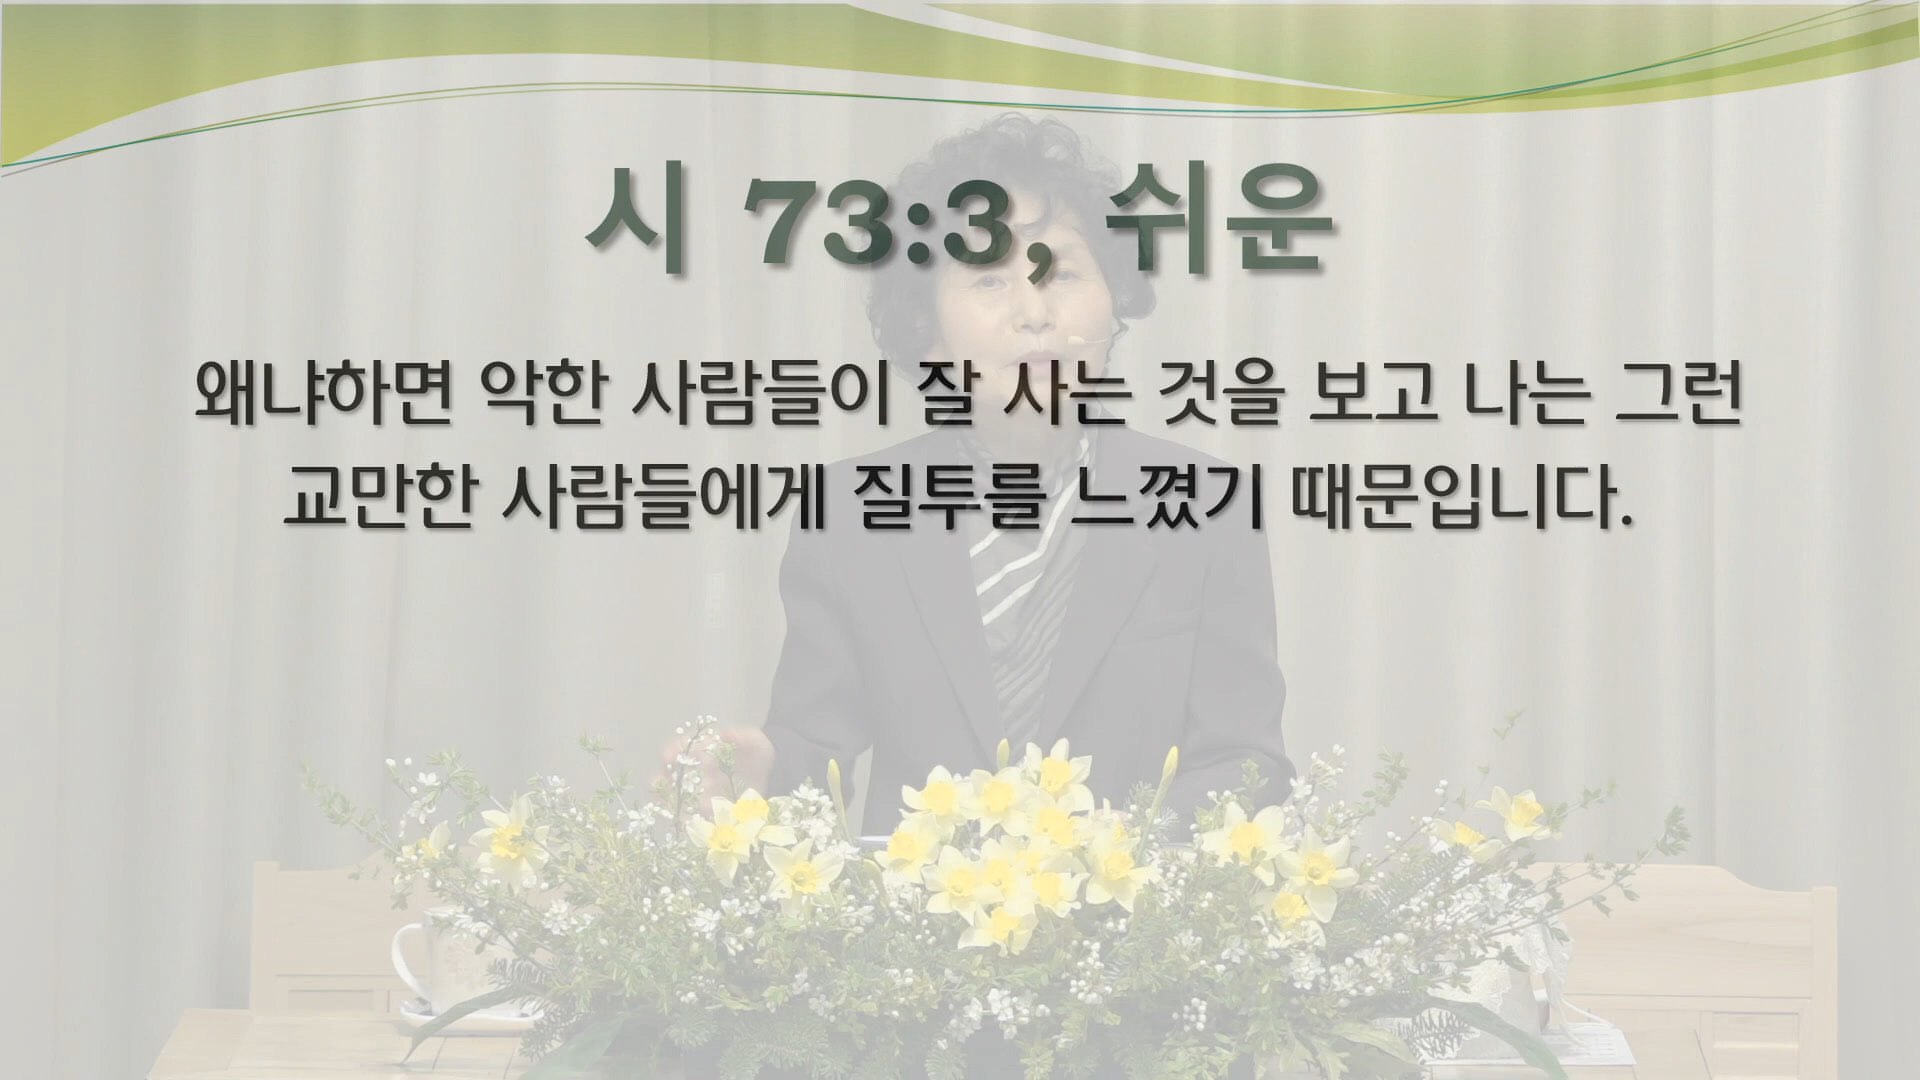 시 73:3, 쉬운
왜냐하면 악한 사람들이 잘 사는 것을 보고 나는 그런
교만한 사람들에게 질투를 느꼈기 때문입니다.